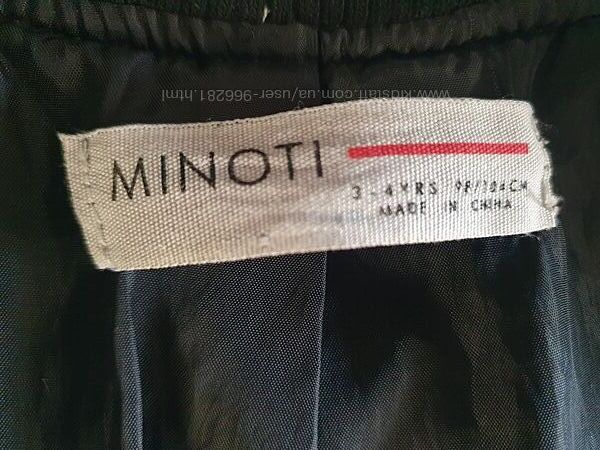 www.kidstaff.com.ua/user-966281.html
MINOTI
3 - 4 YRS 98/104CM
MADE IN CHINA